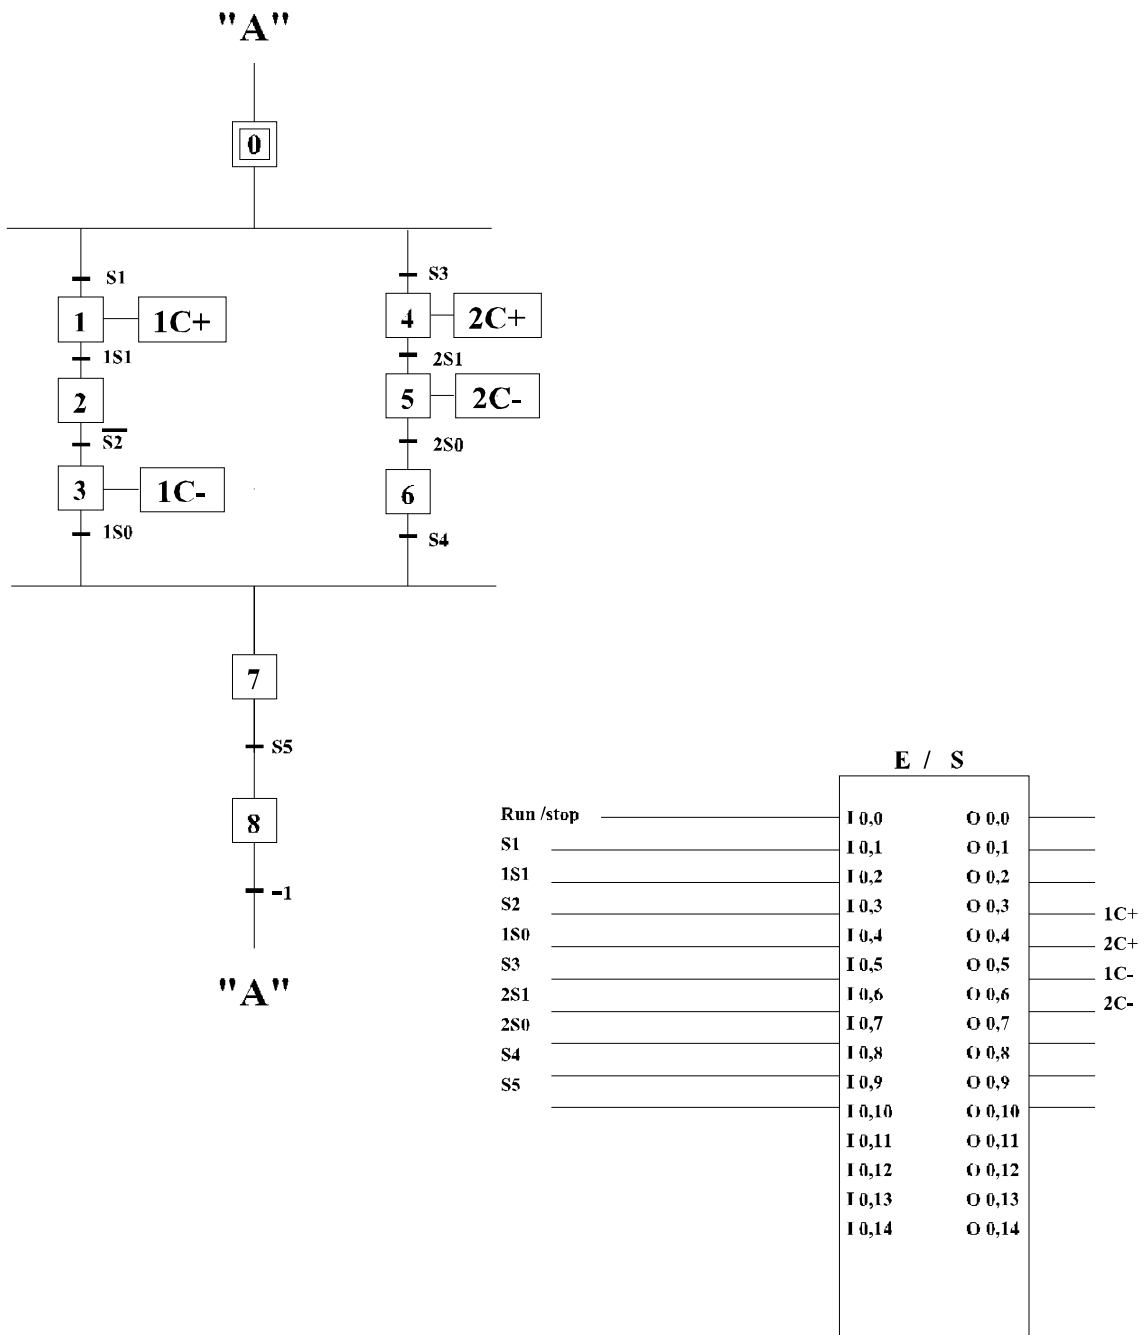 "A"
0
S1
S3
1
1C+
4
2C+
1S1
2S1
2
5
2C-
S2
2S0
3
1C-
6
1S0
S4
7
S5
8
=1
"A"
E / S
Run /stop
I 0,0
O 0,0
S1
I 0,1
O 0,1
1S1
I 0,2
O 0,2
S2
I 0,3
O 0,3
1C+
1S0
I 0,4
O 0,4
2C+
S3
I 0,5
O 0,5
1C-
2S1
I 0,6
O 0,6
2C-
2S0
I 0,7
O 0,7
S4
I 0,8
O 0,8
S5
I 0,9
O 0,9
I 0,10
O 0,10
I 0,11
O 0,11
I 0,12
O 0,12
I 0,13
O 0,13
I 0,14
O 0,14